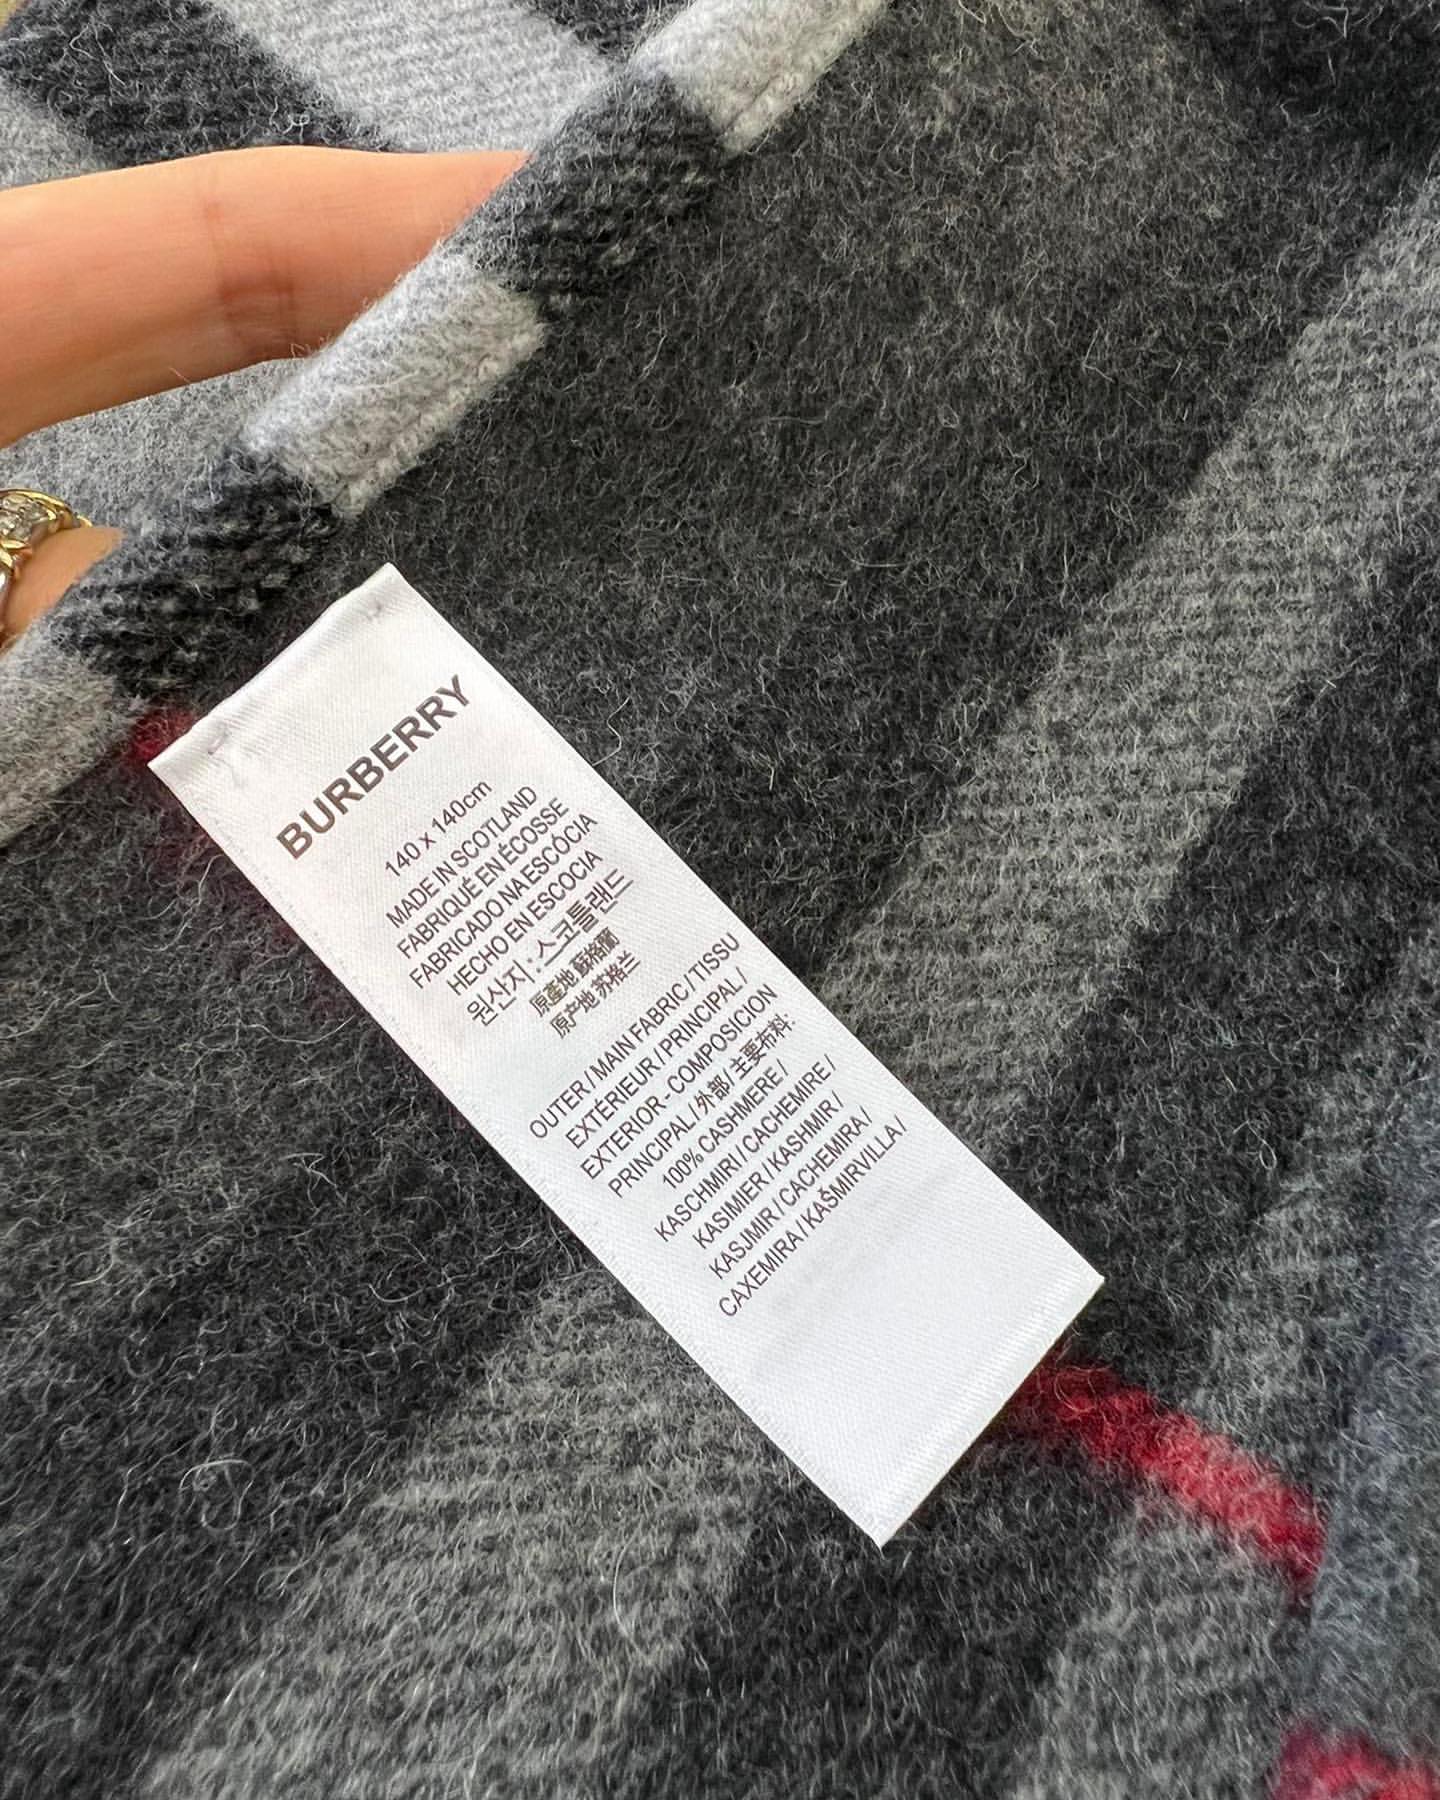 BURBERRY
140 x 140cm
MADE IN SCOTLAND
FABRIQUÉ EN ÉCOSSE
FABRICADO NA ESCÓCIA
HECHO EN ESCOCIA
원산지 : 스코틀랜드
原產地 蘇格蘭
原产地 苏格兰
OUTER / MAIN FABRIC / TISSU
EXTÉRIEUR / PRINCIPAL /
EXTERIOR - COMPOSICION
PRINCIPAL / 外部 / 主要布料:
100% CASHMERE /
KASCHMIRI / CACHEMIRE /
KASIMIER / KASHMIR /
KASJMIR / CACHEMIRA /
CAXEMIRA / KAŠMIRVILLA /